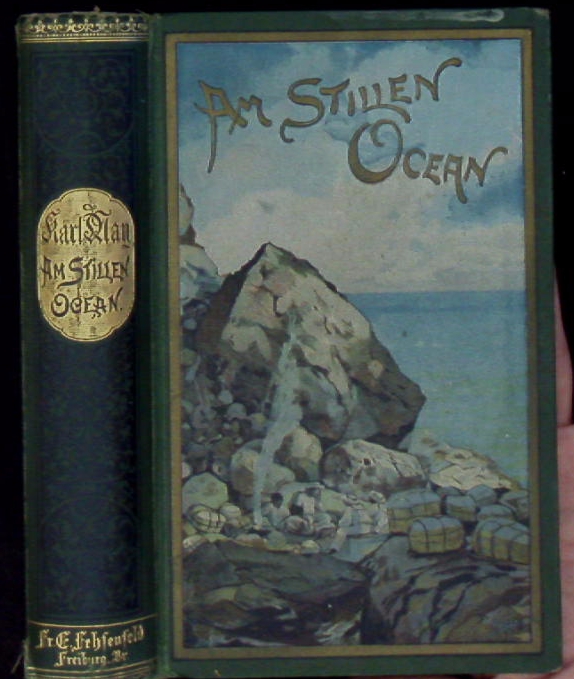 Karl May
AM STILLEN
OCEAN.
Fr. E. Fehsenfeld
Freiburg Br.
AM STILLEN
OCEAN